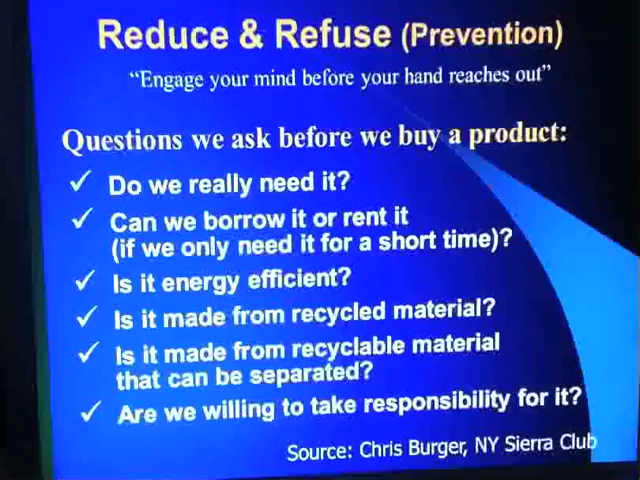 Reduce & Refuse (Prevention)
“Engage your mind before your hand reaches out”
Questions we ask before we buy a product:
✓ Do we really need it?
✓ Can we borrow it or rent it
(if we only need it for a short time)?
✓ Is it energy efficient?
✓ Is it made from recycled material?
✓ Is it made from recyclable material
that can be separated?
✓ Are we willing to take responsibility for it?
Source: Chris Burger, NY Sierra Club